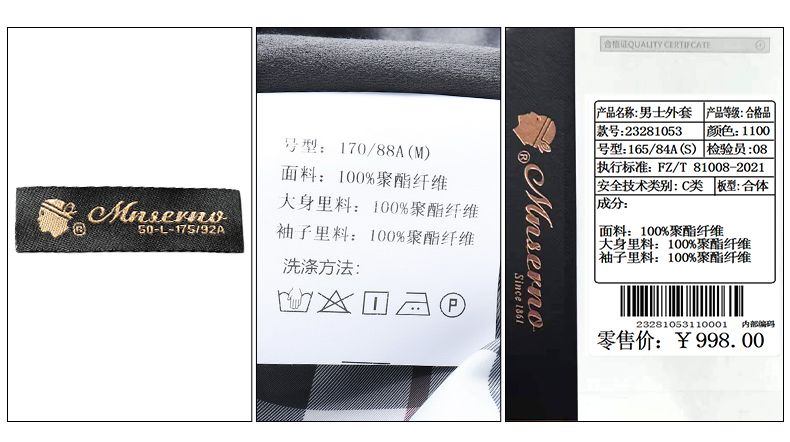 Mnserno
50-L-175/92A
号型：170/88A(M)
面料：100%聚酯纤维
大身里料：100%聚酯纤维
袖子里料：100%聚酯纤维
洗涤方法：
P
®
Mnserno
Since 1861
合格证QUALITY CERTIFCATE
产品名称:男士外套 产品等级:合格品
款号:23281053 颜色:1100
号型:165/84A(S) 检验员:08
执行标准: FZ/T 81008-2021
安全技术类别: C类 板型:合体
成分:
面料: 100%聚酯纤维
大身里料: 100%聚酯纤维
袖子里料: 100%聚酯纤维
23281053110001 内部编码
零售价: ￥998.00